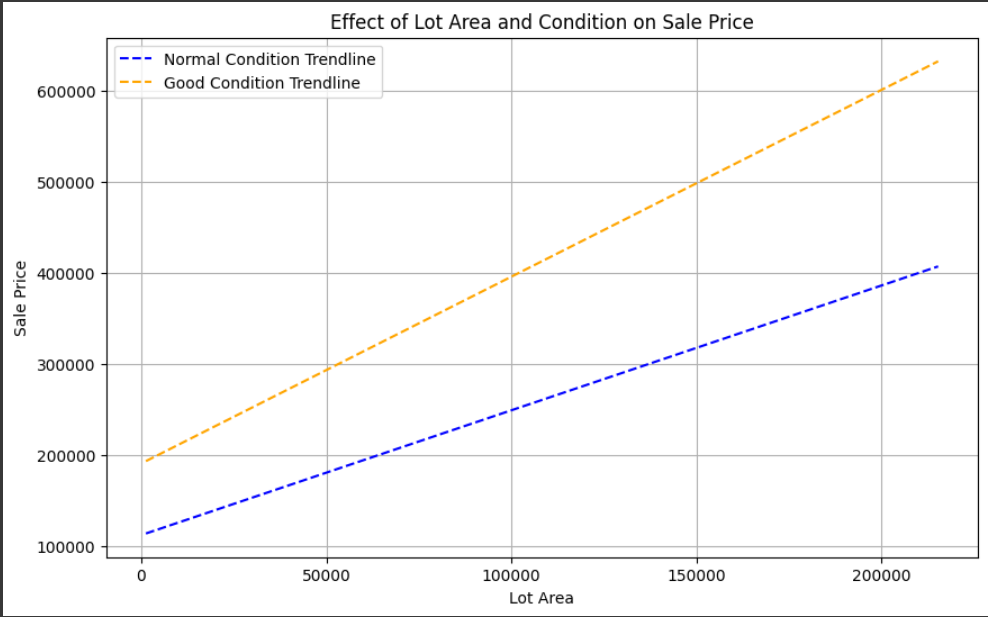 Effect of Lot Area and Condition on Sale Price
Normal Condition Trendline
Good Condition Trendline
600000
500000
400000
300000
200000
100000
Sale Price
0
50000
100000
150000
200000
Lot Area